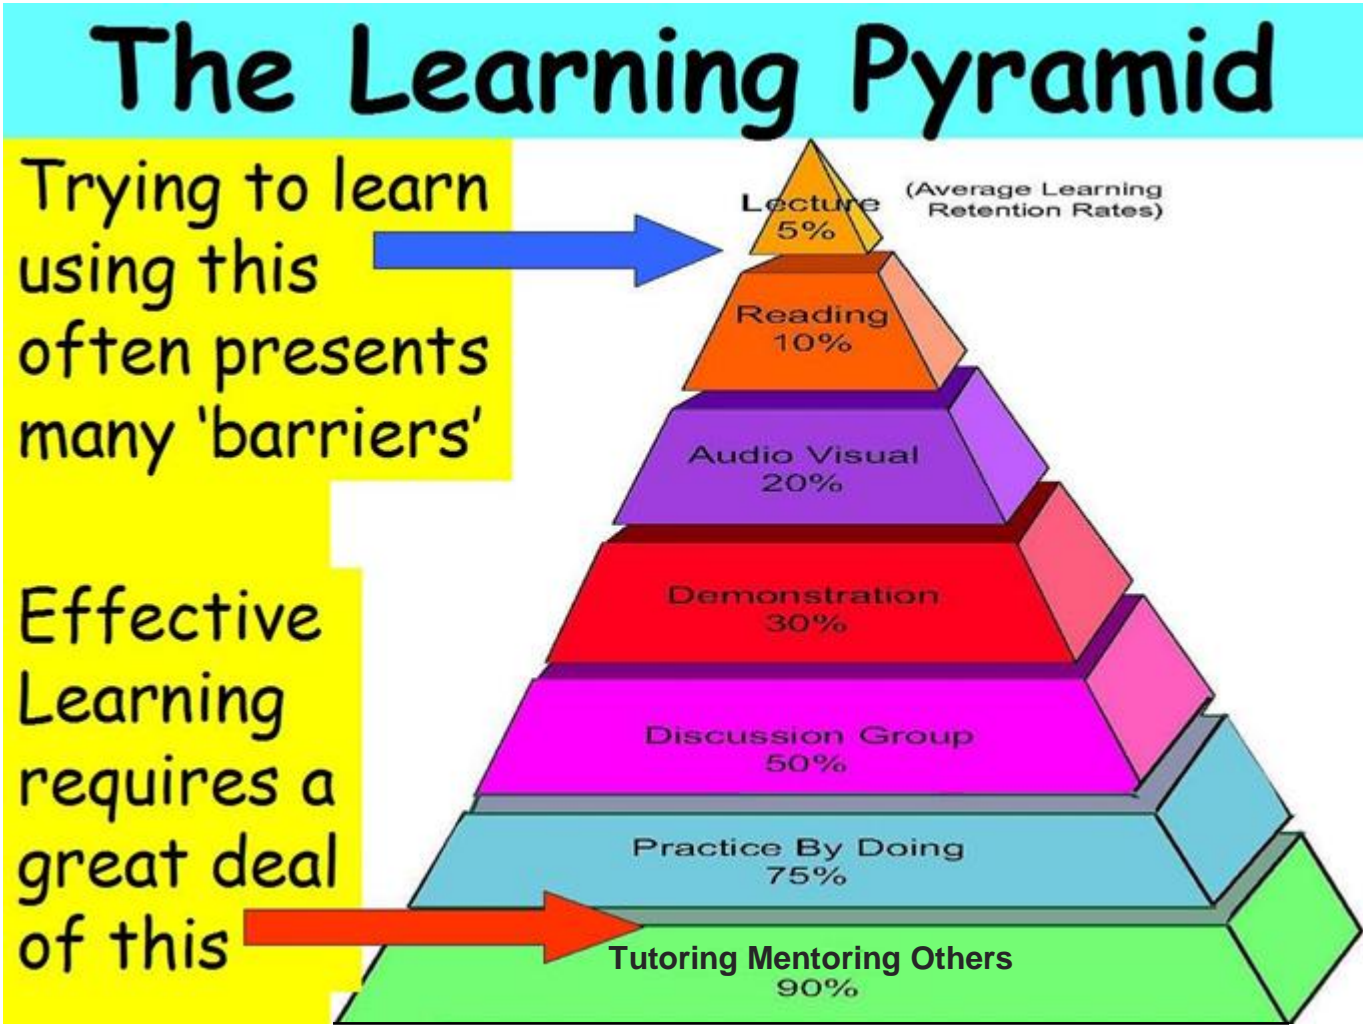 The Learning Pyramid
Trying to learn
using this
often presents
many ‘barriers’
Effective
Learning
requires a
great deal
of this
(Average Learning
Retention Rates)
Lecture
5%
Reading
10%
Audio Visual
20%
Demonstration
30%
Discussion Group
50%
Practice By Doing
75%
Tutoring Mentoring Others
90%